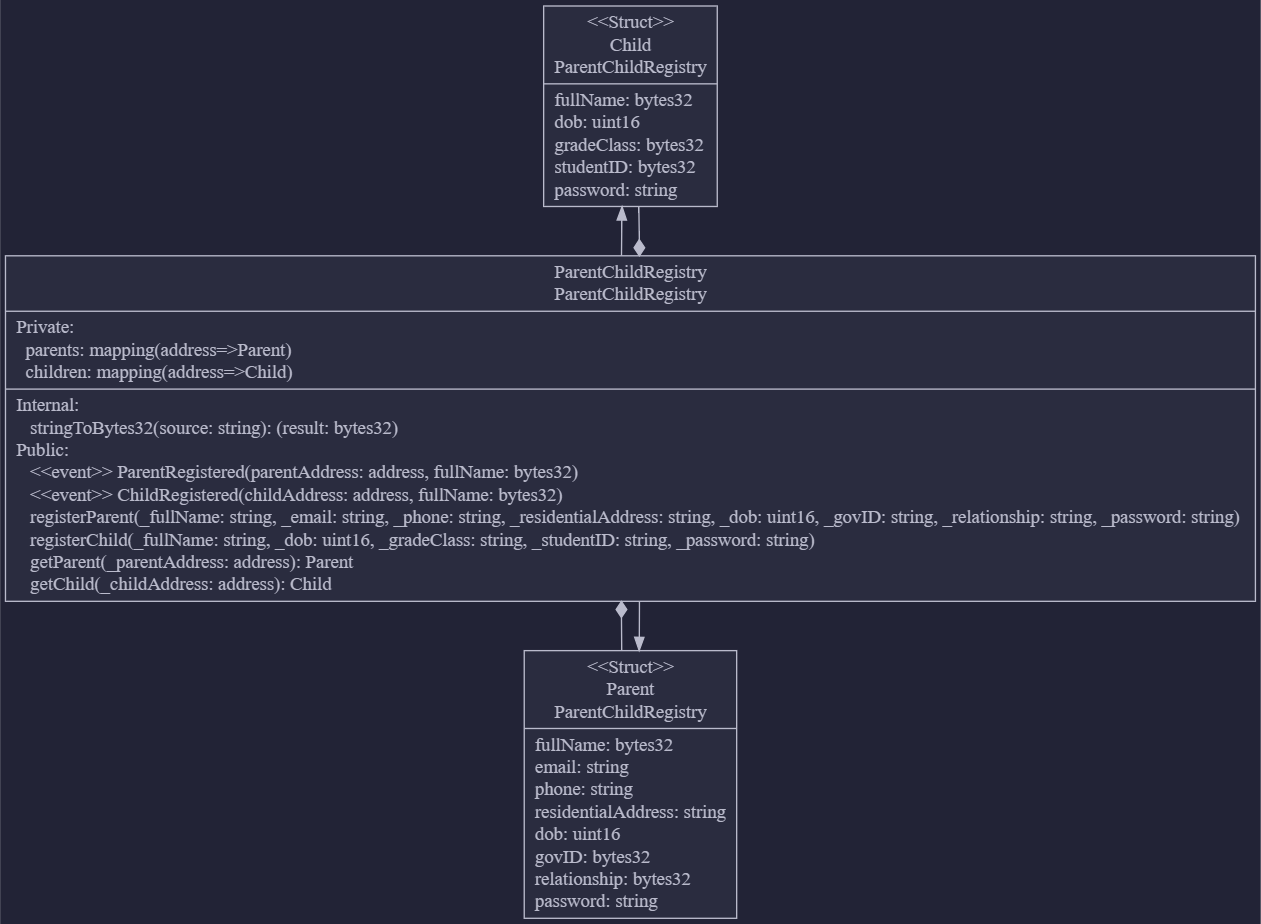 <<Struct>>
Child
ParentChildRegistry
fullName: bytes32
dob: uint16
gradeClass: bytes32
studentID: bytes32
password: string
ParentChildRegistry
ParentChildRegistry
Private:
parents: mapping(address=>Parent)
children: mapping(address=>Child)
Internal:
stringToBytes32(source: string): (result: bytes32)
Public:
<<event>> ParentRegistered(parentAddress: address, fullName: bytes32)
<<event>> ChildRegistered(childAddress: address, fullName: bytes32)
registerParent(_fullName: string, _email: string, _phone: string, _residentialAddress: string, _dob: uint16, _govID: string, _relationship: string, _password: string)
registerChild(_fullName: string, _dob: uint16, _gradeClass: string, _studentID: string, _password: string)
getParent(_parentAddress: address): Parent
getChild(_childAddress: address): Child
<<Struct>>
Parent
ParentChildRegistry
fullName: bytes32
email: string
phone: string
residentialAddress: string
dob: uint16
govID: bytes32
relationship: bytes32
password: string